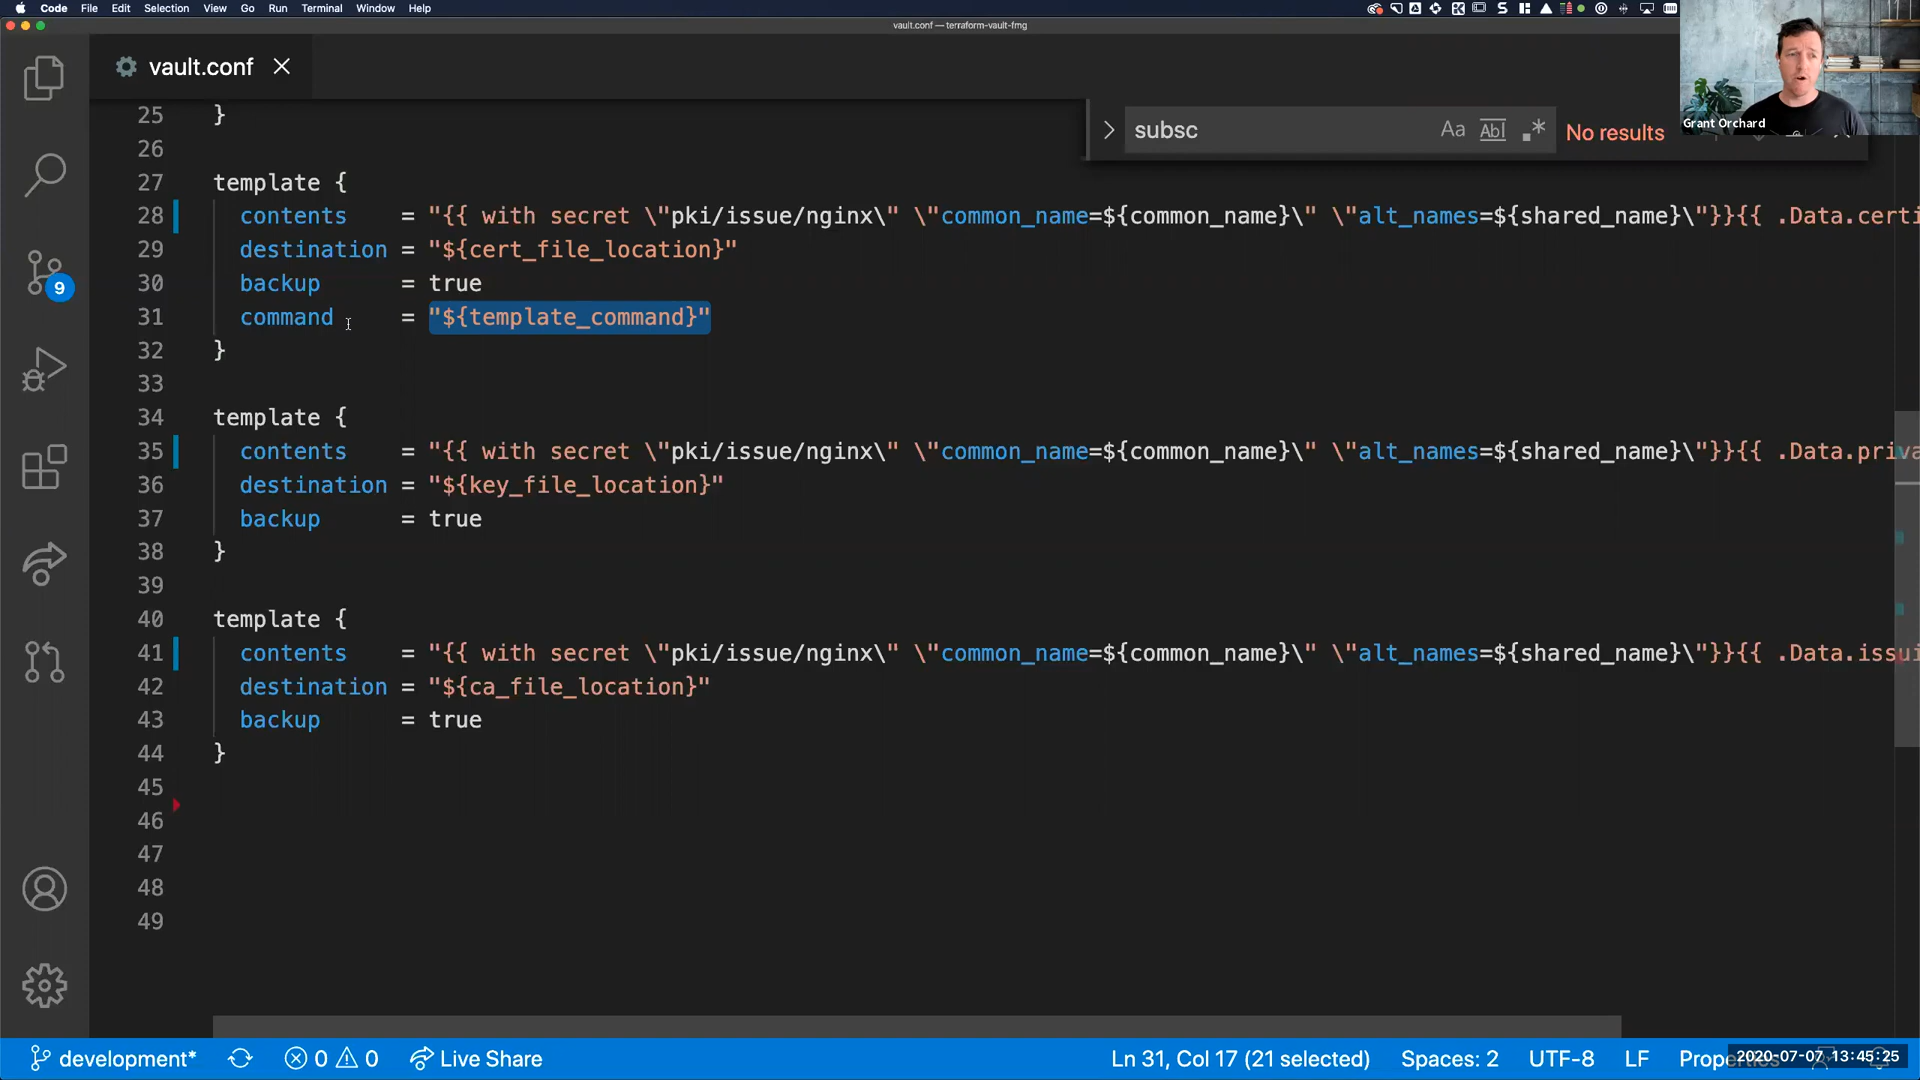 Code File Edit Selection View Go Run Terminal Window Help
vault.conf — terraform-vault-fmg
vault.conf
subsc
Aa Abl .* No results
Grant Orchard
9
25 }
26
27 template {
28 contents = "{{ with secret \"pki/issue/nginx\" \"common_name=${common_name}\" \"alt_names=${shared_name}\"}}{{ .Data.certi
29 destination = "${cert_file_location}"
30 backup = true
31 command = "${template_command}"
32 }
33
34 template {
35 contents = "{{ with secret \"pki/issue/nginx\" \"common_name=${common_name}\" \"alt_names=${shared_name}\"}}{{ .Data.priva
36 destination = "${key_file_location}"
37 backup = true
38 }
39
40 template {
41 contents = "{{ with secret \"pki/issue/nginx\" \"common_name=${common_name}\" \"alt_names=${shared_name}\"}}{{ .Data.issui
42 destination = "${ca_file_location}"
43 backup = true
44 }
45
46
47
48
49
development* 0 0 Live Share Ln 31, Col 17 (21 selected) Spaces: 2 UTF-8 LF
2020-07-07 13:45:25